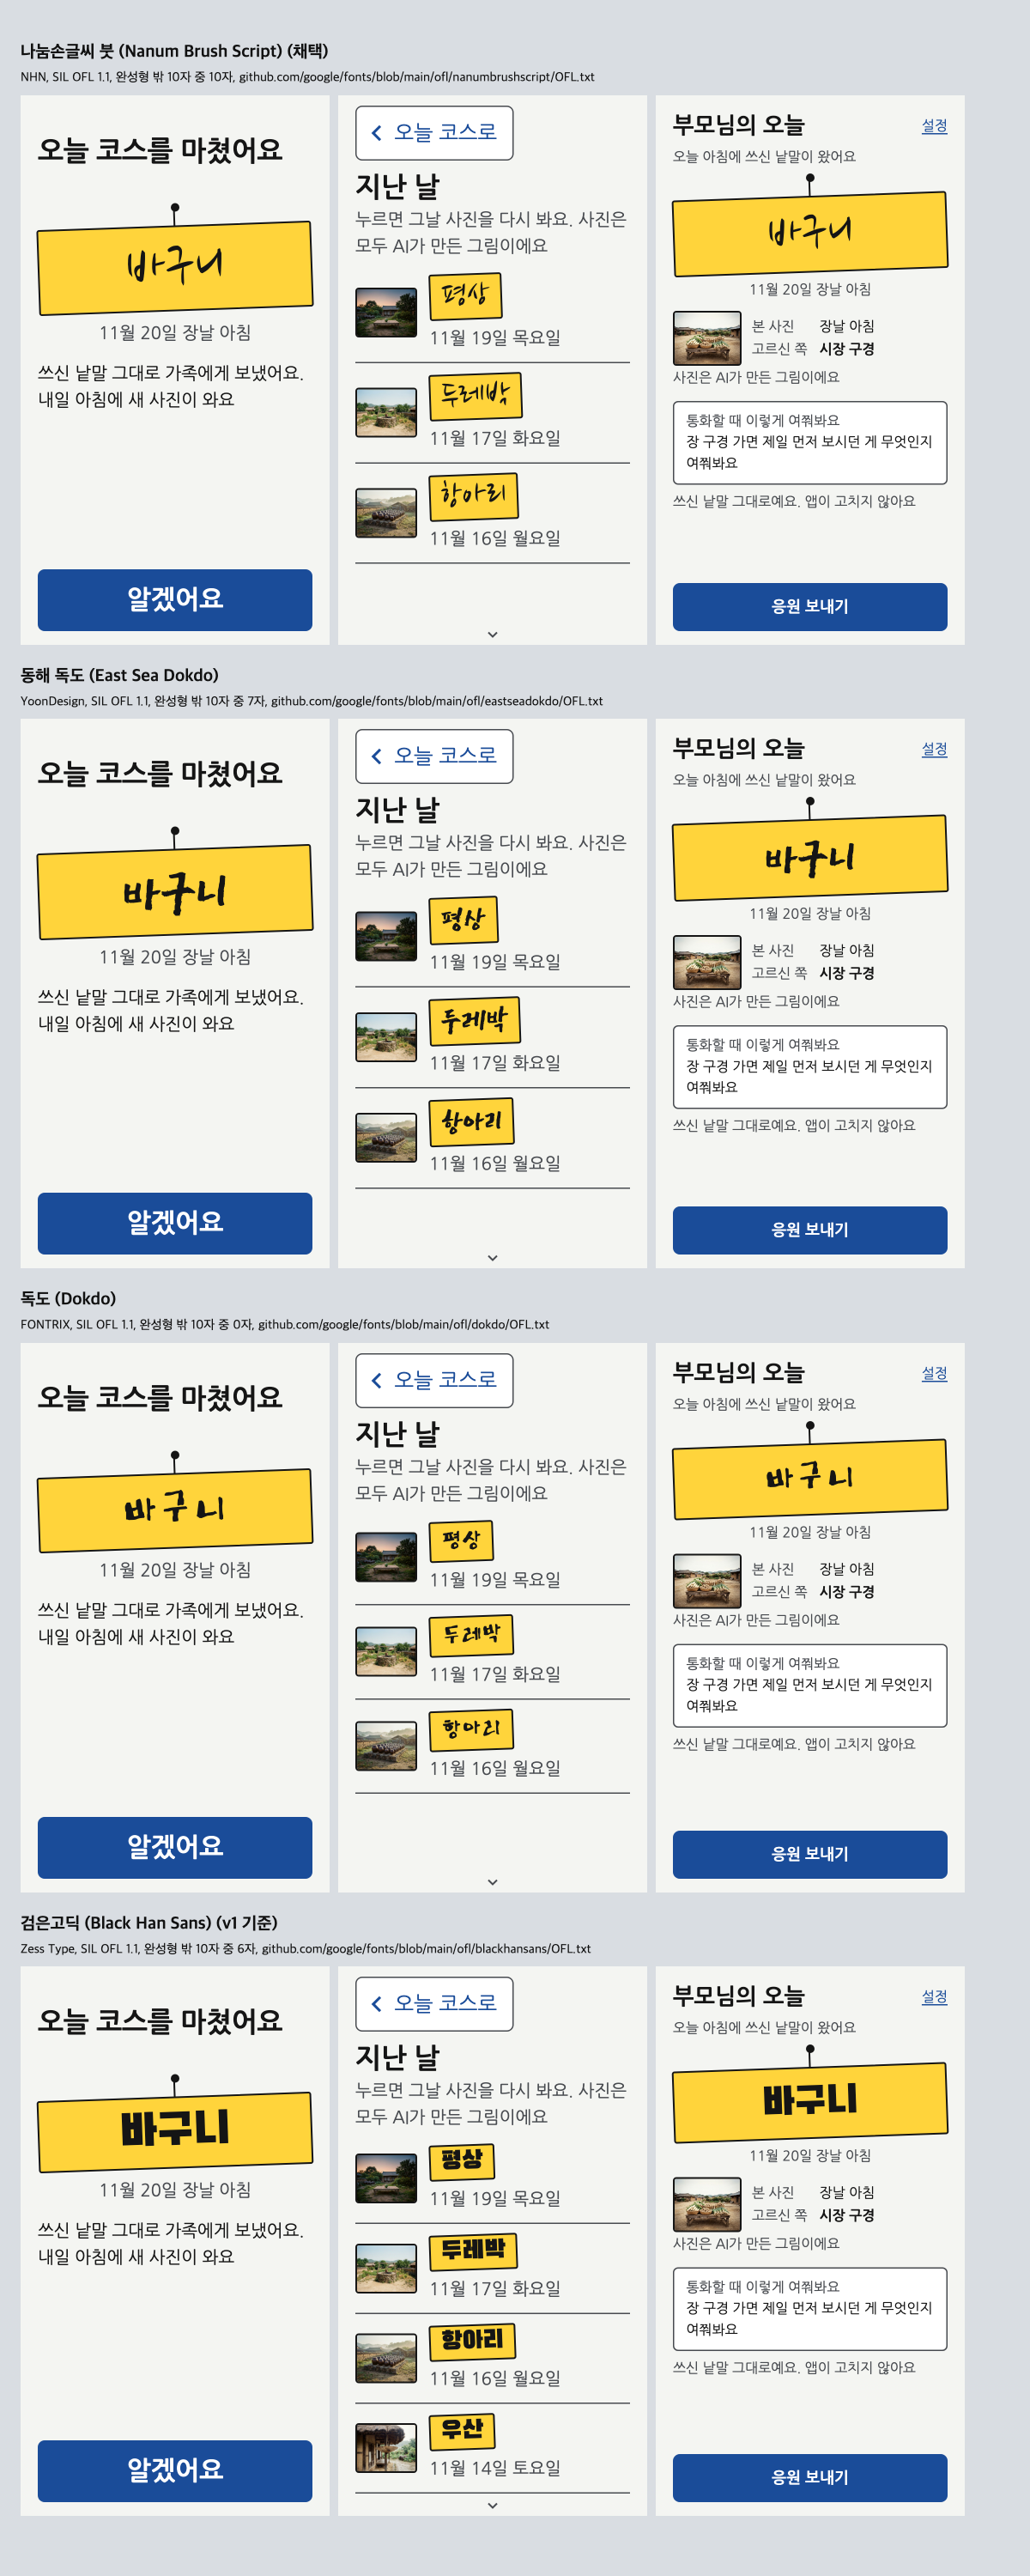 나눔손글씨 붓 (Nanum Brush Script) (채택)
NHN, SIL OFL 1.1, 완성형 밖 10자 중 10자, github.com/google/fonts/blob/main/ofl/nanumbrushscript/OFL.txt
오늘 코스를 마쳤어요
바구니
11월 20일 장날 아침
쓰신 낱말 그대로 가족에게 보냈어요.
내일 아침에 새 사진이 와요
알겠어요
오늘 코스로
지난 날
누르면 그날 사진을 다시 봐요. 사진은
모두 AI가 만든 그림이에요
평상
11월 19일 목요일
두레박
11월 17일 화요일
항아리
11월 16일 월요일
부모님의 오늘
설정
오늘 아침에 쓰신 낱말이 왔어요
바구니
11월 20일 장날 아침
본 사진 장날 아침
고르신 쪽 시장 구경
사진은 AI가 만든 그림이에요
통화할 때 이렇게 여쭤봐요
장 구경 가면 제일 먼저 보시던 게 무엇인지
여쭤봐요
쓰신 낱말 그대로예요. 앱이 고치지 않아요
응원 보내기
동해 독도 (East Sea Dokdo)
YoonDesign, SIL OFL 1.1, 완성형 밖 10자 중 7자, github.com/google/fonts/blob/main/ofl/eastseadokdo/OFL.txt
오늘 코스를 마쳤어요
바구니
11월 20일 장날 아침
쓰신 낱말 그대로 가족에게 보냈어요.
내일 아침에 새 사진이 와요
알겠어요
오늘 코스로
지난 날
누르면 그날 사진을 다시 봐요. 사진은
모두 AI가 만든 그림이에요
평상
11월 19일 목요일
두레박
11월 17일 화요일
항아리
11월 16일 월요일
부모님의 오늘
설정
오늘 아침에 쓰신 낱말이 왔어요
바구니
11월 20일 장날 아침
본 사진 장날 아침
고르신 쪽 시장 구경
사진은 AI가 만든 그림이에요
통화할 때 이렇게 여쭤봐요
장 구경 가면 제일 먼저 보시던 게 무엇인지
여쭤봐요
쓰신 낱말 그대로예요. 앱이 고치지 않아요
응원 보내기
독도 (Dokdo)
FONTRIX, SIL OFL 1.1, 완성형 밖 10자 중 0자, github.com/google/fonts/blob/main/ofl/dokdo/OFL.txt
오늘 코스를 마쳤어요
바구니
11월 20일 장날 아침
쓰신 낱말 그대로 가족에게 보냈어요.
내일 아침에 새 사진이 와요
알겠어요
오늘 코스로
지난 날
누르면 그날 사진을 다시 봐요. 사진은
모두 AI가 만든 그림이에요
평상
11월 19일 목요일
두레박
11월 17일 화요일
항아리
11월 16일 월요일
부모님의 오늘
설정
오늘 아침에 쓰신 낱말이 왔어요
바구니
11월 20일 장날 아침
본 사진 장날 아침
고르신 쪽 시장 구경
사진은 AI가 만든 그림이에요
통화할 때 이렇게 여쭤봐요
장 구경 가면 제일 먼저 보시던 게 무엇인지
여쭤봐요
쓰신 낱말 그대로예요. 앱이 고치지 않아요
응원 보내기
검은고딕 (Black Han Sans) (v1 기준)
Zess Type, SIL OFL 1.1, 완성형 밖 10자 중 6자, github.com/google/fonts/blob/main/ofl/blackhansans/OFL.txt
오늘 코스를 마쳤어요
바구니
11월 20일 장날 아침
쓰신 낱말 그대로 가족에게 보냈어요.
내일 아침에 새 사진이 와요
알겠어요
오늘 코스로
지난 날
누르면 그날 사진을 다시 봐요. 사진은
모두 AI가 만든 그림이에요
평상
11월 19일 목요일
두레박
11월 17일 화요일
항아리
11월 16일 월요일
우산
11월 14일 토요일
부모님의 오늘
설정
오늘 아침에 쓰신 낱말이 왔어요
바구니
11월 20일 장날 아침
본 사진 장날 아침
고르신 쪽 시장 구경
사진은 AI가 만든 그림이에요
통화할 때 이렇게 여쭤봐요
장 구경 가면 제일 먼저 보시던 게 무엇인지
여쭤봐요
쓰신 낱말 그대로예요. 앱이 고치지 않아요
응원 보내기